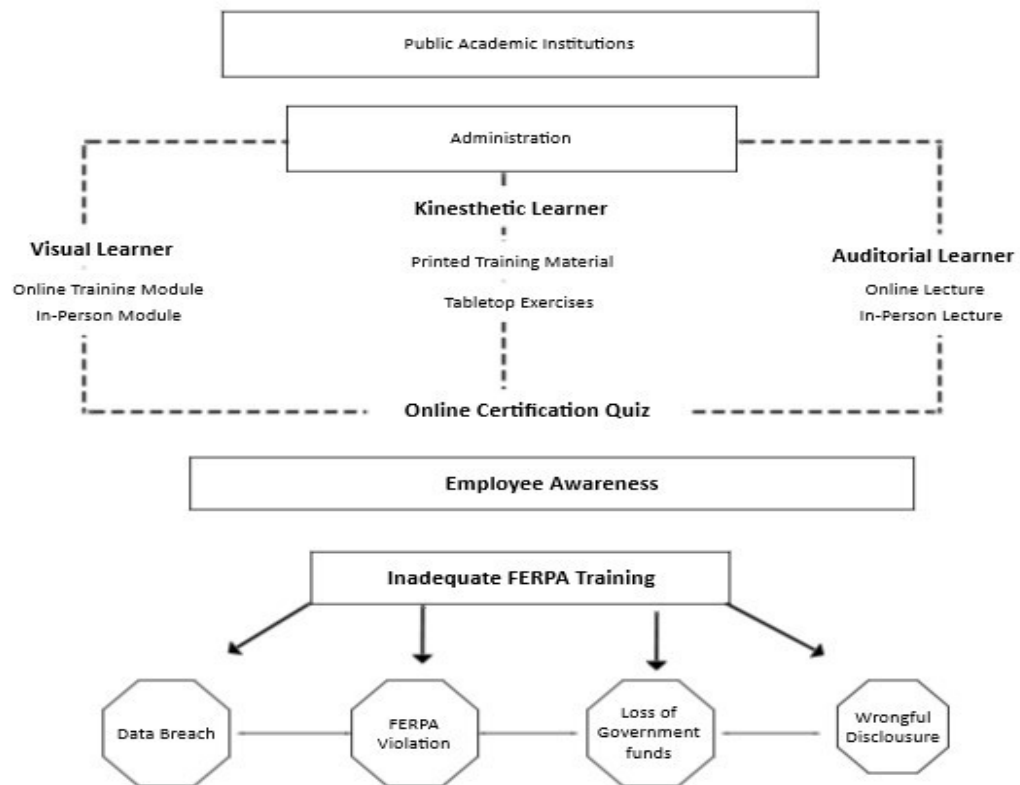 Public Academic Institutions
Administration
Kinesthetic Learner
Visual Learner
Printed Training Material
Auditorial Learner
Online Training Module
Online Lecture
Tabletop Exercises
In-Person Module
In-Person Lecture
Online Certification Quiz
Employee Awareness
Inadequate FERPA Training
Data Breach
FERPA
Violation
Loss of
Government
funds
Wrongful
Disclousure